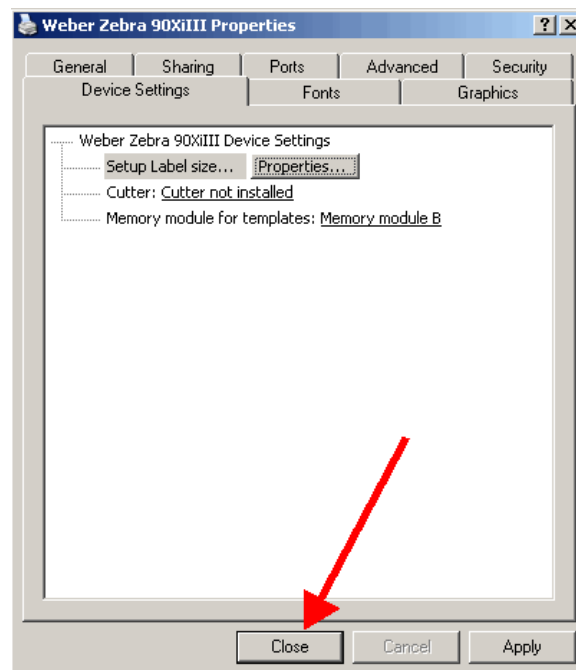 Weber Zebra 90XiIII Properties
General Sharing Ports Advanced Security
Device Settings Fonts Graphics
Weber Zebra 90XiIII Device Settings
Setup Label size... Properties...
Cutter: Cutter not installed
Memory module for templates: Memory module B
Close Cancel Apply